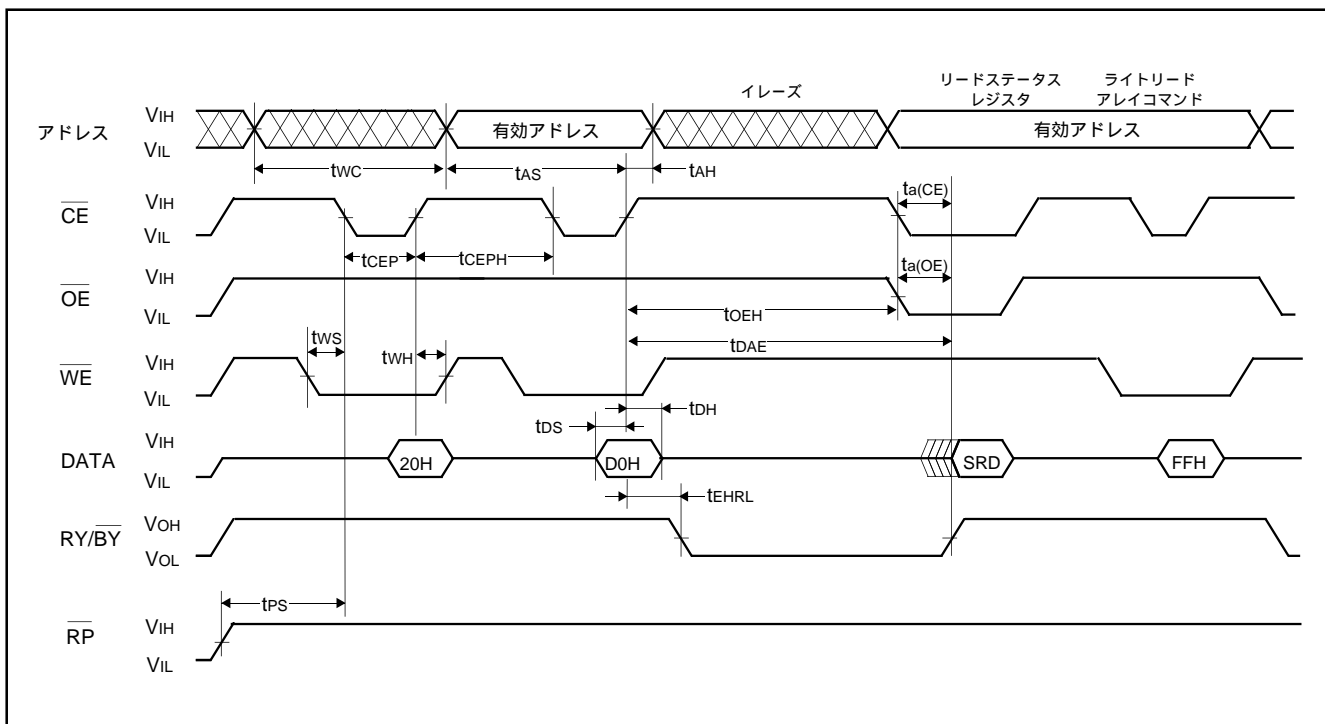 イレーズ
リードステータス
レジスタ
ライトリード
アレイコマンド
アドレス
VIH
VIL
有効アドレス
有効アドレス
tWC
tAS
tAH
CE
VIH
VIL
ta(CE)
tCEP
tCEPH
OE
VIH
VIL
ta(OE)
tOEH
tWS
tWH
tDAE
WE
VIH
VIL
tDS
tDH
DATA
VIH
VIL
20H
D0H
SRD
FFH
tEHRL
RY/BY
VOH
VOL
tPS
RP
VIH
VIL